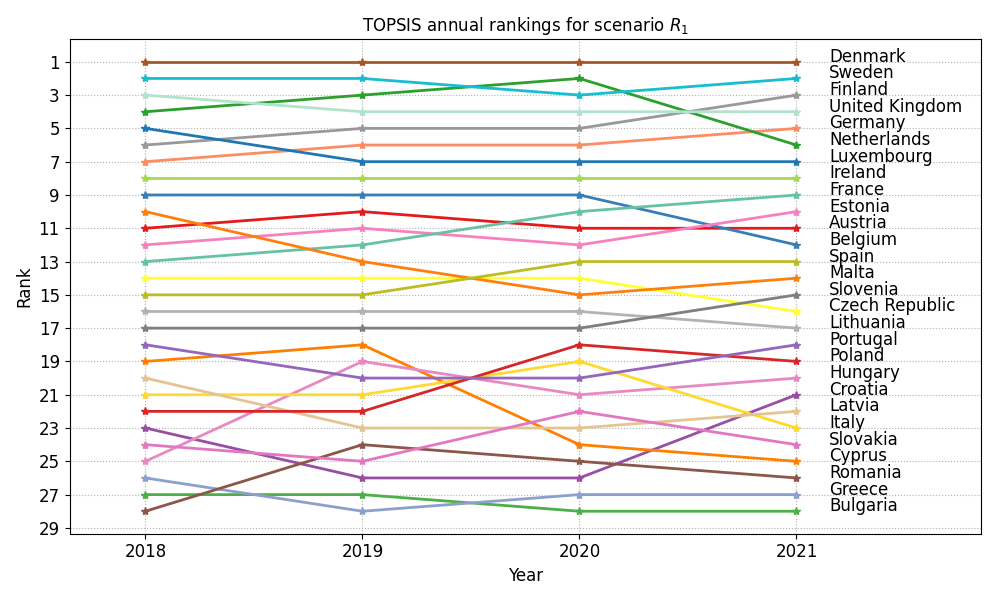 TOPSIS annual rankings for scenario R₁
Rank
1
3
5
7
9
11
13
15
17
19
21
23
25
27
29
Denmark
Sweden
Finland
United Kingdom
Germany
Netherlands
Luxembourg
Ireland
France
Estonia
Austria
Belgium
Spain
Malta
Slovenia
Czech Republic
Lithuania
Portugal
Poland
Hungary
Croatia
Latvia
Italy
Slovakia
Cyprus
Romania
Greece
Bulgaria
2018 2019 2020 2021
Year